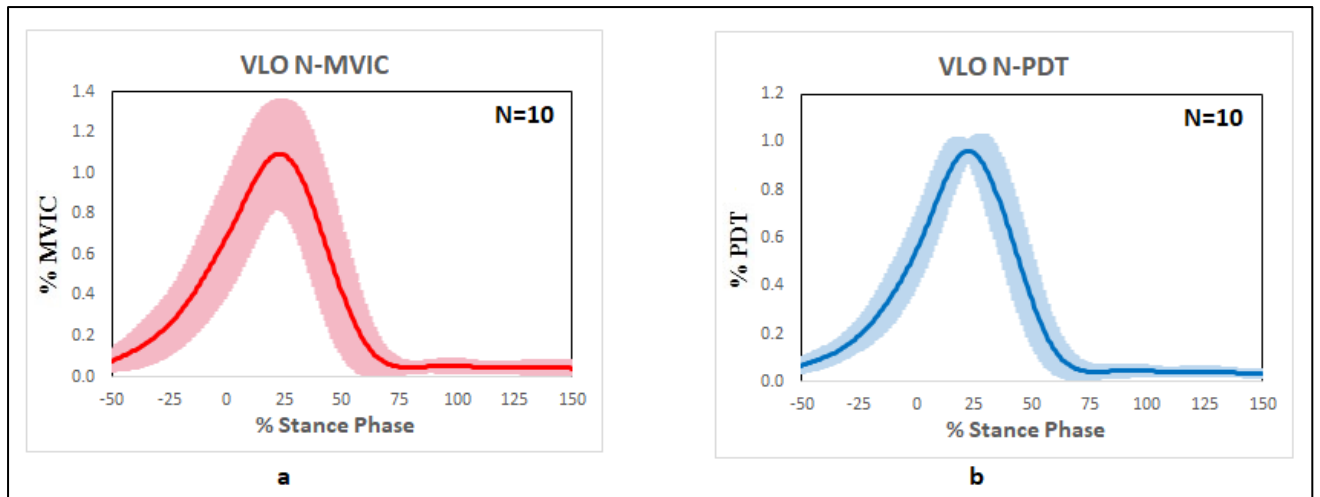 VLO N-MVIC
N=10
1.4
1.2
1.0
0.8
0.6
0.4
0.2
0.0
% MVIC
-50 -25 0 25 50 75 100 125 150
% Stance Phase
a
VLO N-PDT
N=10
1.2
1.0
0.8
0.6
0.4
0.2
0.0
% PDT
-50 -25 0 25 50 75 100 125 150
% Stance Phase
b